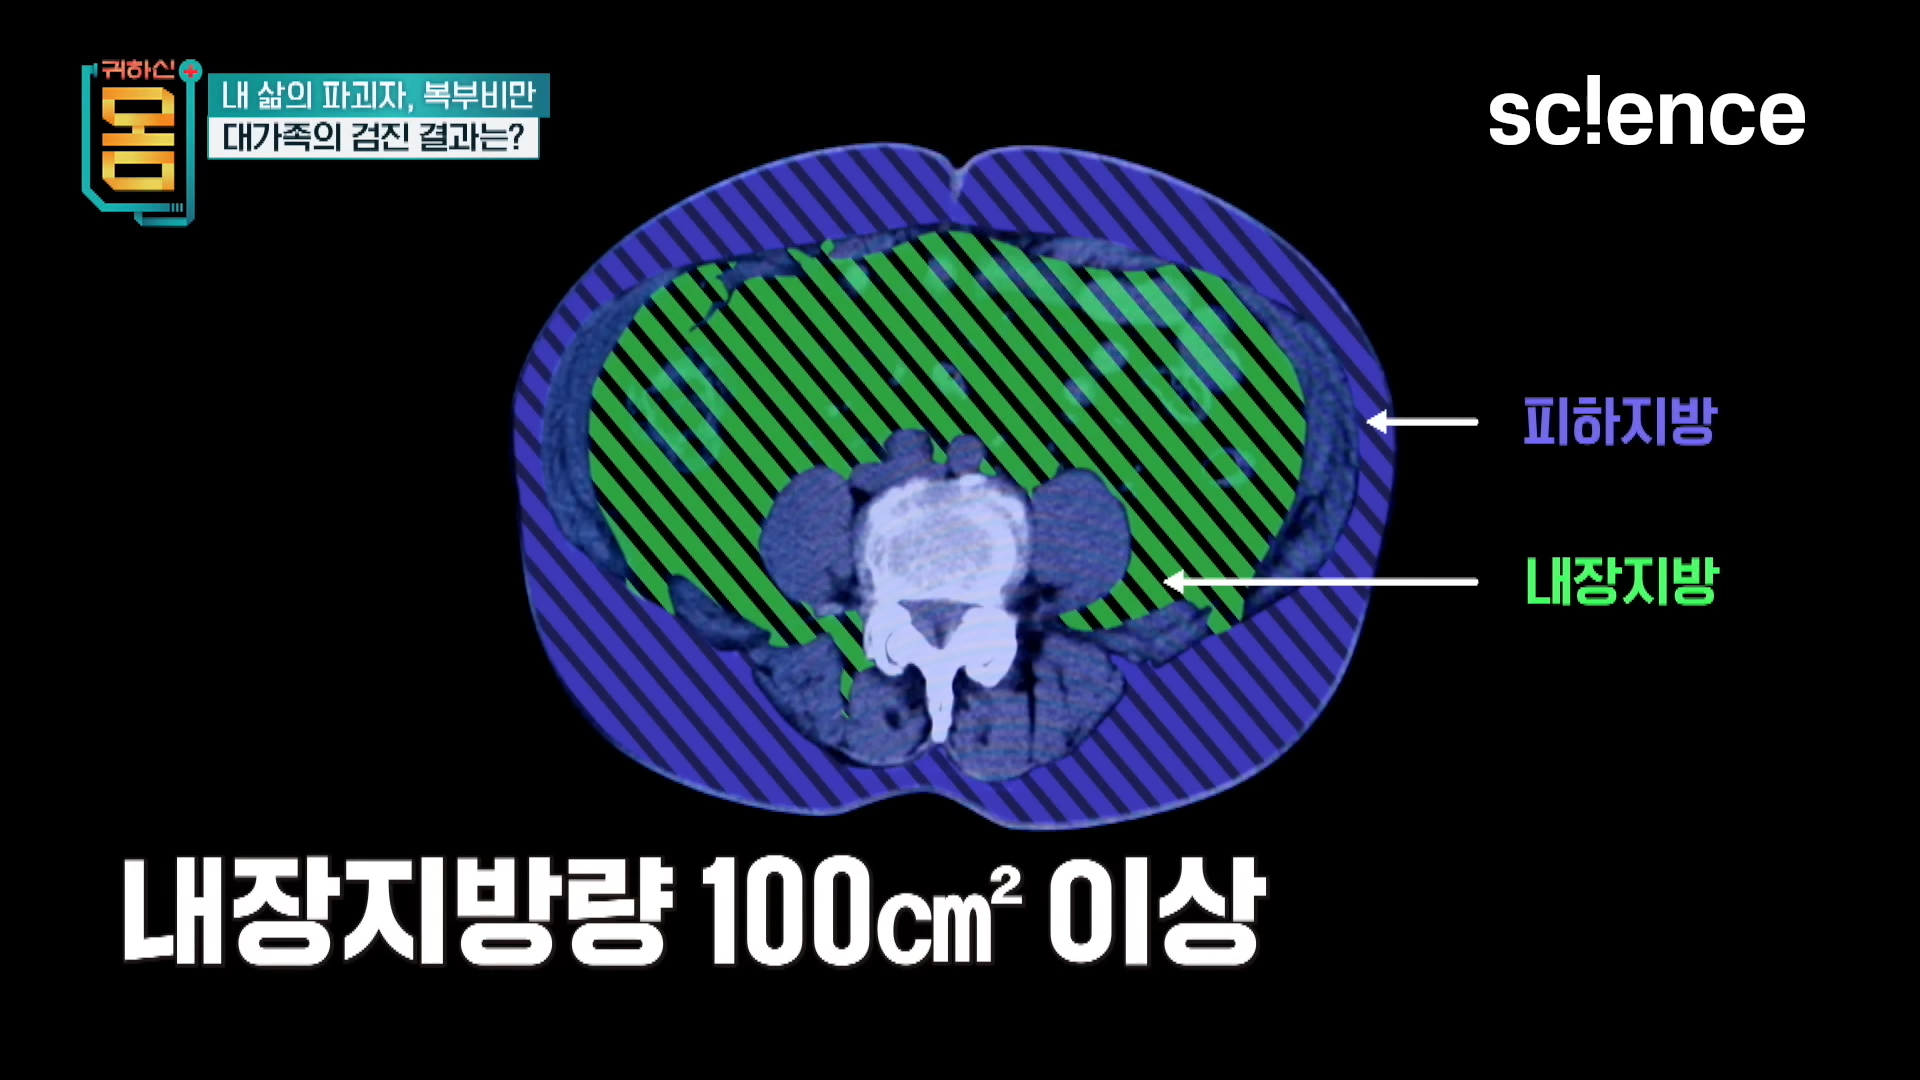 귀하신
몸
내 삶의 파괴자, 복부비만
대가족의 검진 결과는?
sc!ence
피하지방
내장지방
내장지방량 100㎠ 이상